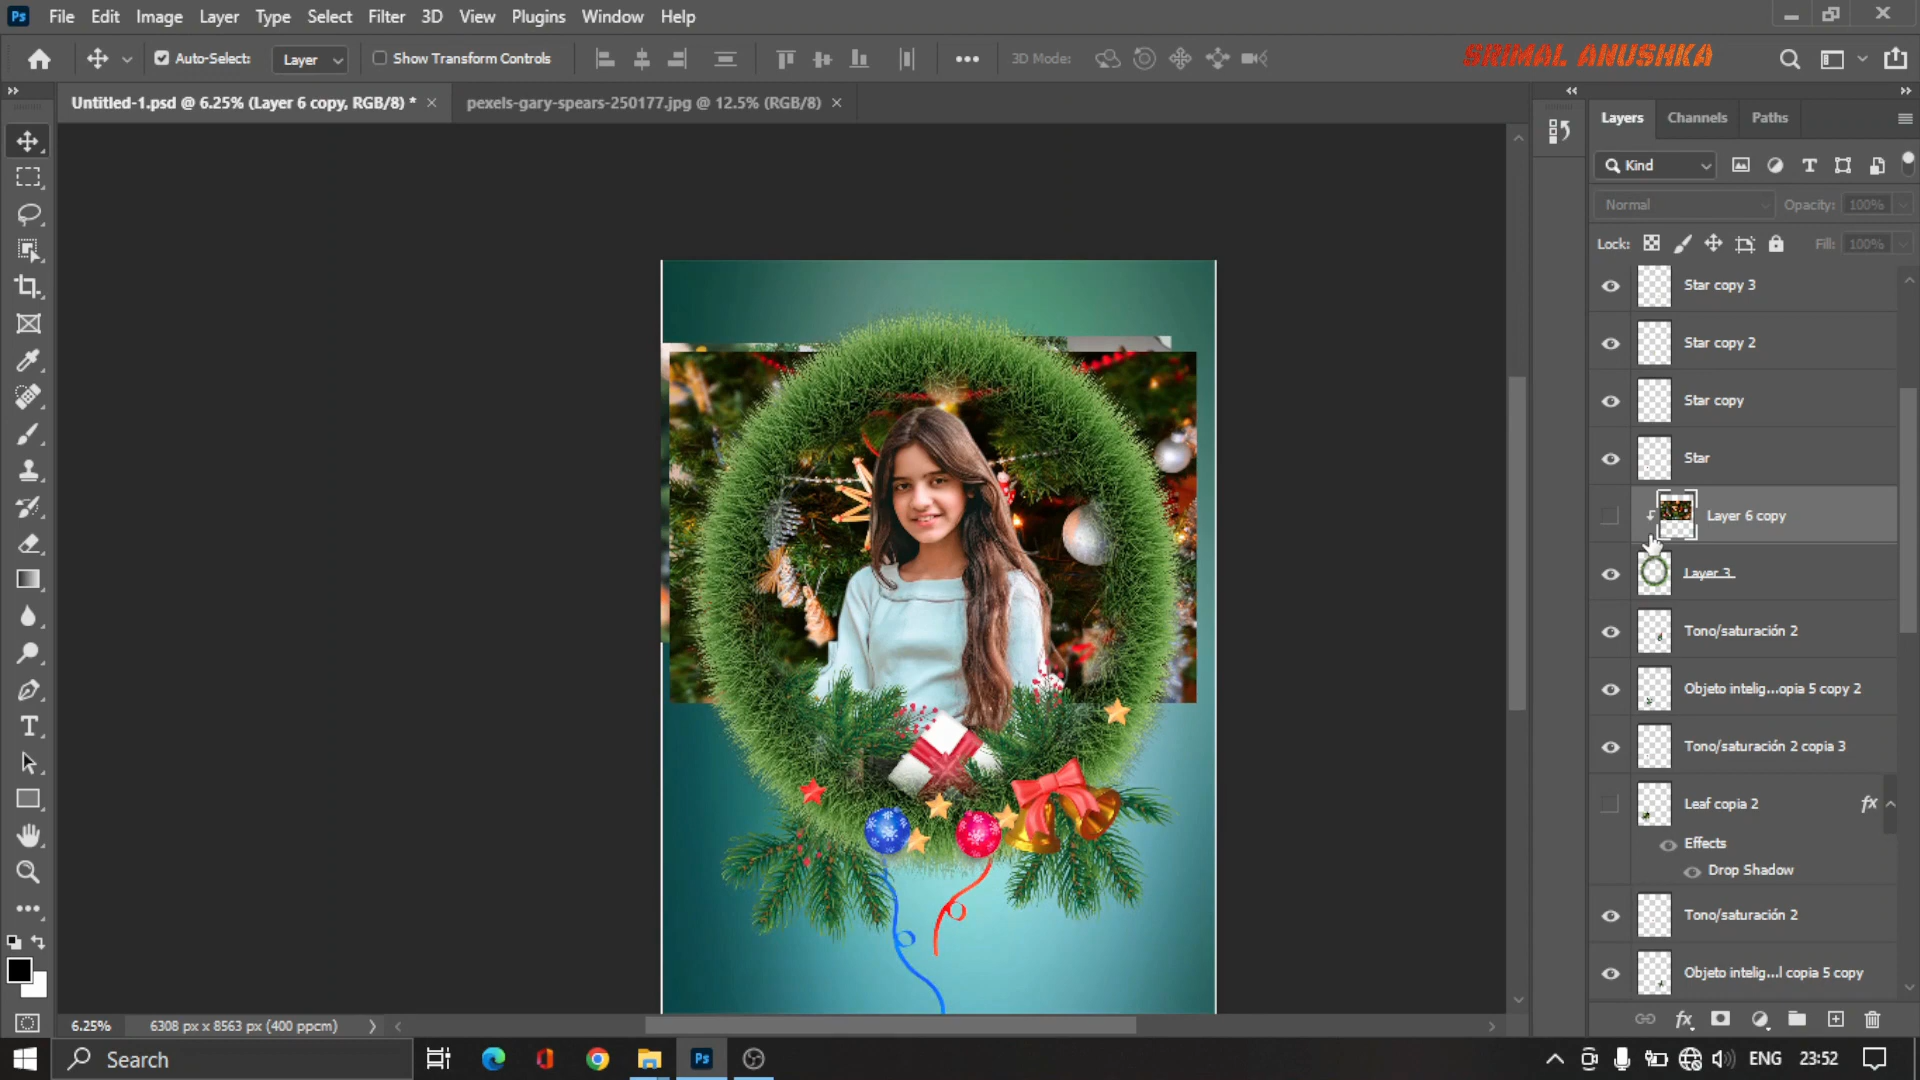 Ps File Edit Image Layer Type Select Filter 3D View Plugins Window Help
Auto-Select: Layer Show Transform Controls 3D Mode: SRIMAL ANUSHKA
Untitled-1.psd @ 6.25% (Layer 6 copy, RGB/8) * pexels-gary-spears-250177.jpg @ 12.5% (RGB/8)
Layers Channels Paths
Kind
Normal Opacity: 100%
Lock: Fill: 100%
Star copy 3
Star copy 2
Star copy
Star
Layer 6 copy
Layer 3
Tono/saturación 2
Objeto intelig...opia 5 copy 2
Tono/saturación 2 copia 3
Leaf copia 2 fx
Effects
Drop Shadow
Tono/saturación 2
Objeto intelig...l copia 5 copy
6.25% 6308 px x 8563 px (400 ppcm)
fx
Search Ps ENG 23:52